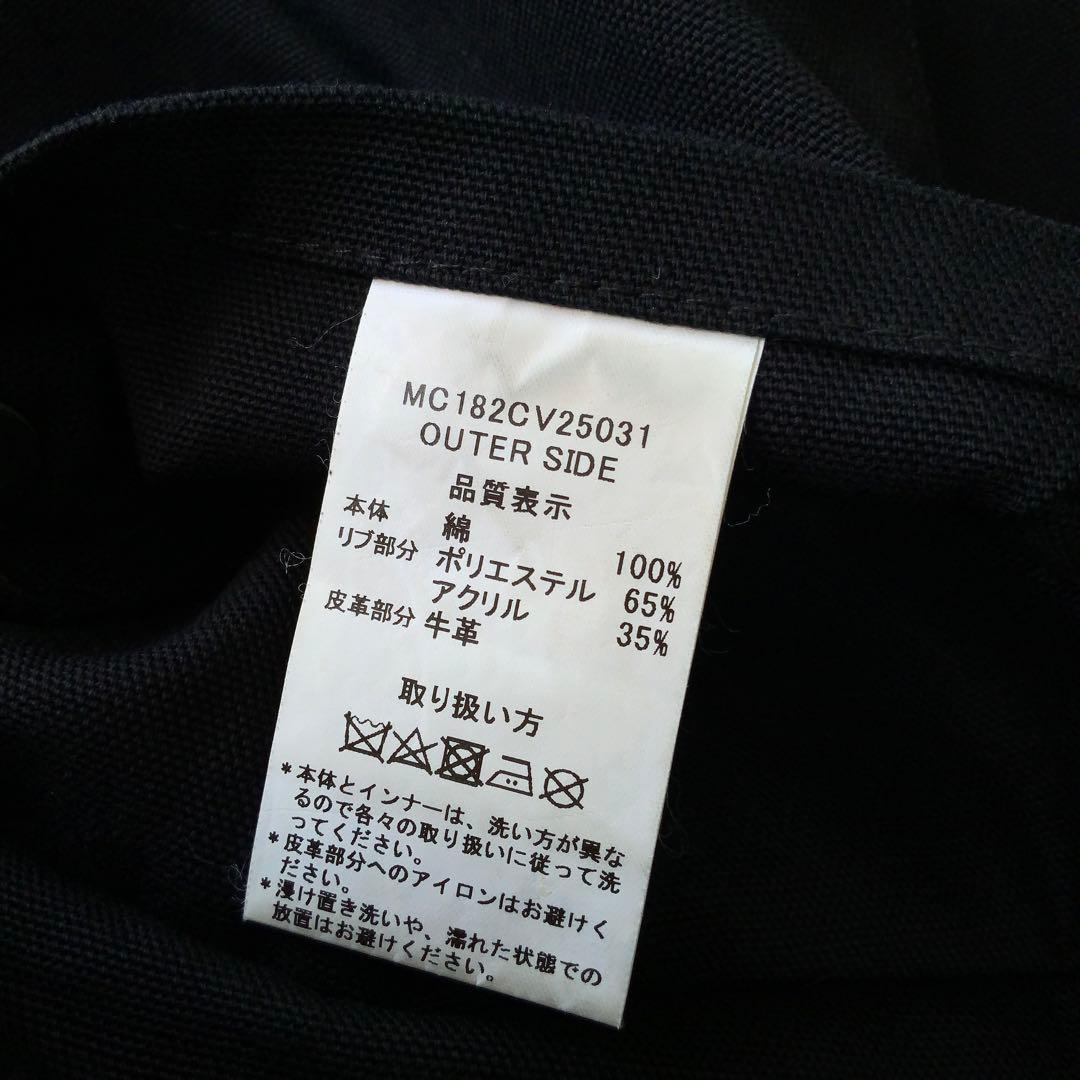 MC182CV25031
OUTER SIDE
品質表示
本体 綿 100%
リブ部分 ポリエステル 65%
アクリル 35%
皮革部分 牛革
取り扱い方
*本体とインナーは、洗い方が異な
るので各々の取り扱いに従って洗
ってください。
*皮革部分へのアイロンはお避けく
ださい。
*浸け置き洗いや、濡れた状態での
放置はお避けください。